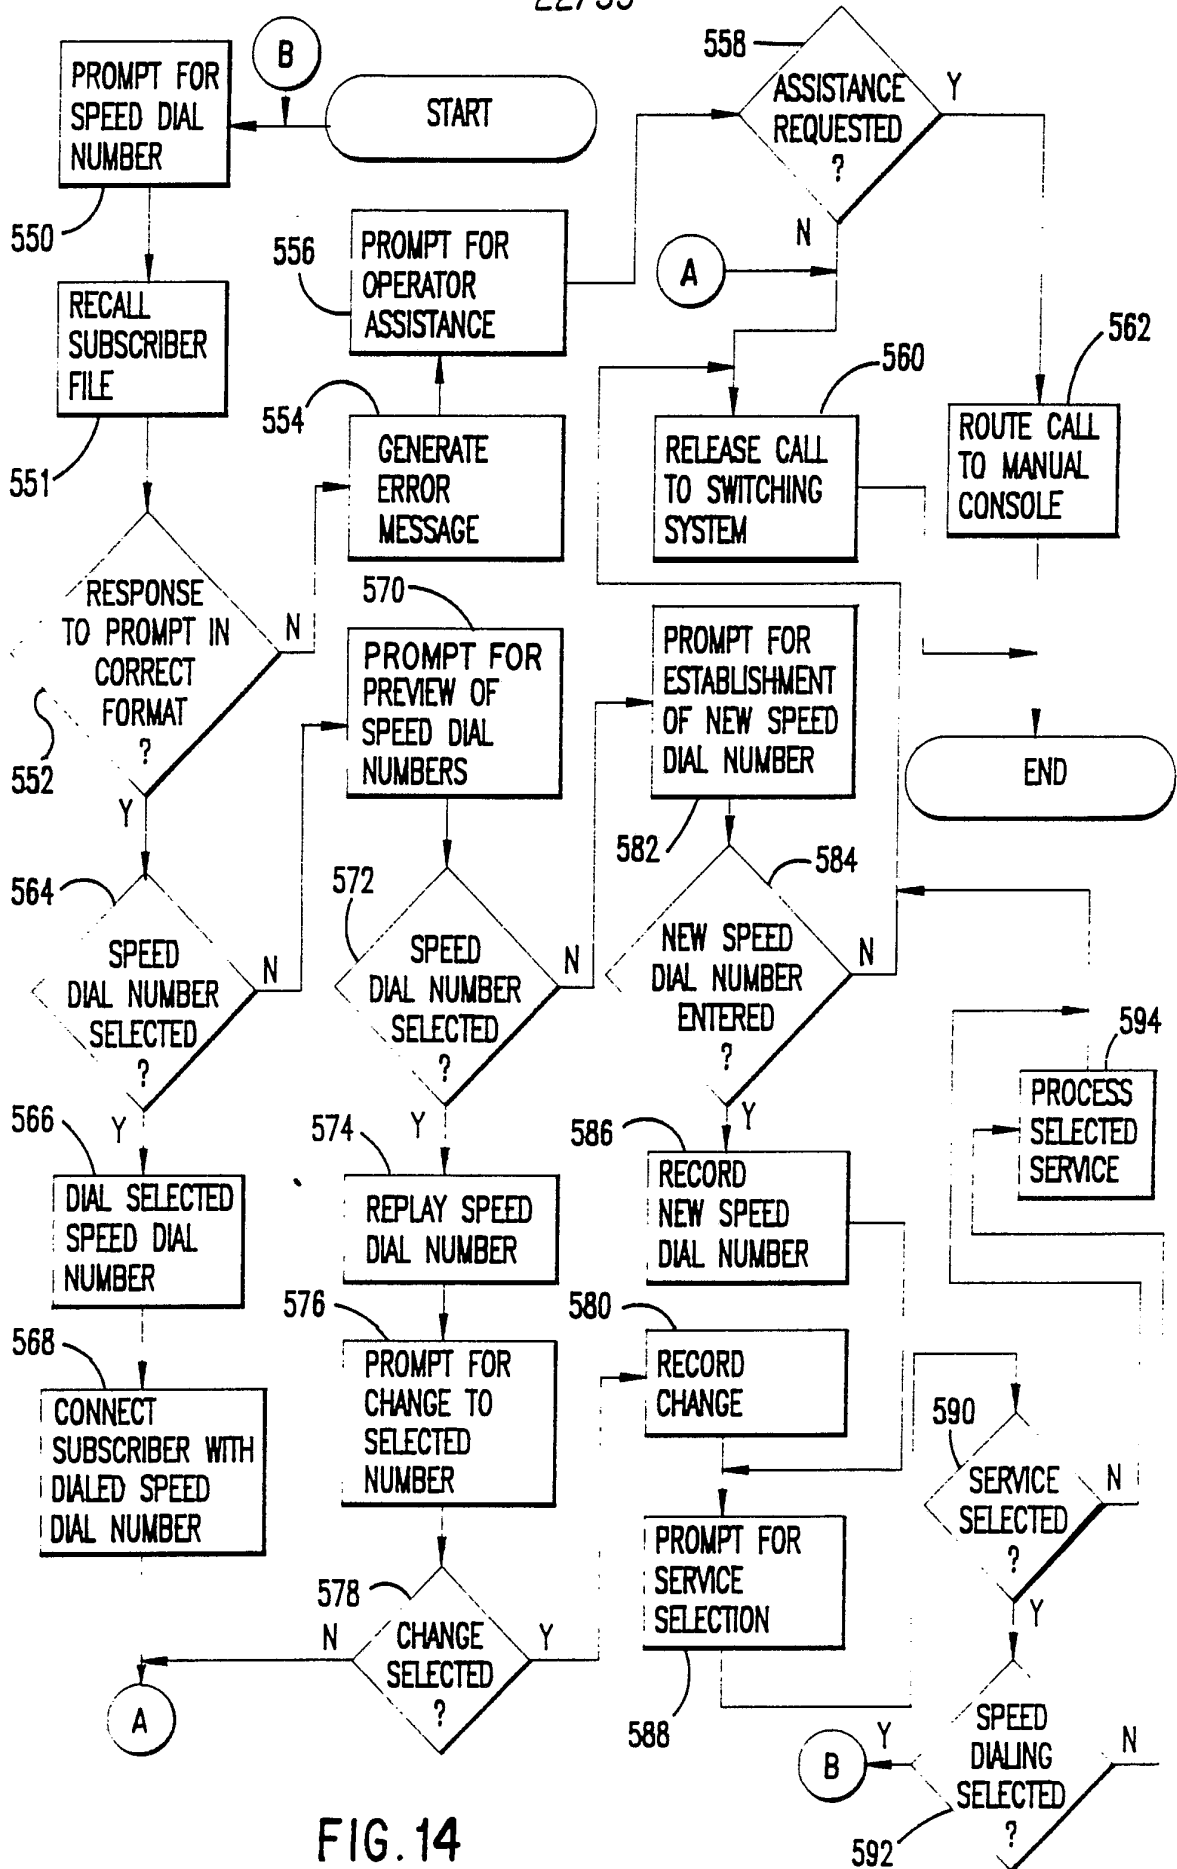 22/35
PROMPT FOR
SPEED DIAL
NUMBER
550
B
START
558
ASSISTANCE
REQUESTED
?
Y
N
RECALL
SUBSCRIBER
FILE
551
556
PROMPT FOR
OPERATOR
ASSISTANCE
A
554
GENERATE
ERROR
MESSAGE
560
RELEASE CALL
TO SWITCHING
SYSTEM
562
ROUTE CALL
TO MANUAL
CONSOLE
RESPONSE
TO PROMPT IN
CORRECT
FORMAT
?
N
552
Y
570
PROMPT FOR
PREVIEW OF
SPEED DIAL
NUMBERS
PROMPT FOR
ESTABLISHMENT
OF NEW SPEED
DIAL NUMBER
582
END
564
SPEED
DIAL NUMBER
SELECTED
?
N
Y
572
SPEED
DIAL NUMBER
SELECTED
?
N
Y
584
NEW SPEED
DIAL NUMBER
ENTERED
?
N
Y
594
PROCESS
SELECTED
SERVICE
566
DIAL SELECTED
SPEED DIAL
NUMBER
574
REPLAY SPEED
DIAL NUMBER
586
RECORD
NEW SPEED
DIAL NUMBER
568
CONNECT
SUBSCRIBER WITH
DIALED SPEED
DIAL NUMBER
576
PROMPT FOR
CHANGE TO
SELECTED
NUMBER
580
RECORD
CHANGE
590
SERVICE
SELECTED
?
N
Y
578
CHANGE
SELECTED
?
N
Y
A
PROMPT FOR
SERVICE
SELECTION
588
SPEED
DIALING
SELECTED
?
Y
N
B
592
FIG. 14